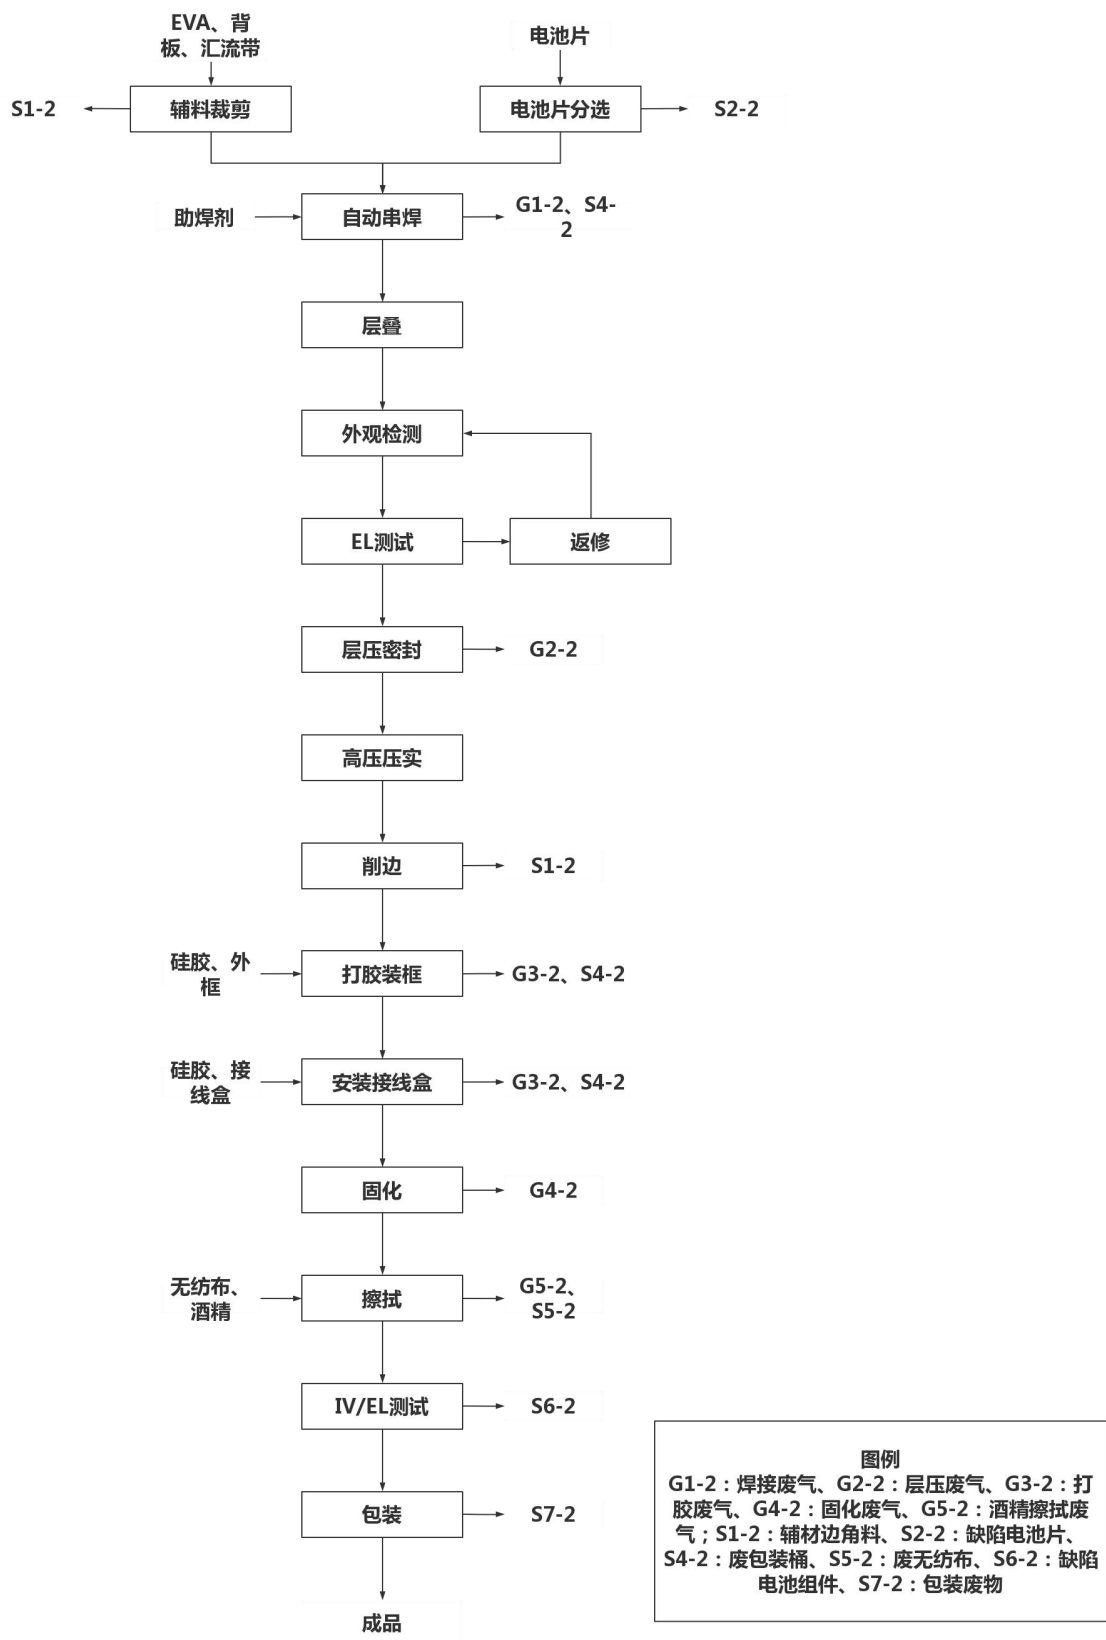 EVA、背
板、汇流带
电池片
S1-2
辅料裁剪
电池片分选
S2-2
助焊剂
自动串焊
G1-2、S4-
2
层叠
外观检测
EL测试
返修
层压密封
G2-2
高压压实
削边
S1-2
硅胶、外
框
打胶装框
G3-2、S4-2
硅胶、接
线盒
安装接线盒
G3-2、S4-2
固化
G4-2
无纺布、
酒精
擦拭
G5-2、
S5-2
IV/EL测试
S6-2
包装
S7-2
成品
图例
G1-2：焊接废气、G2-2：层压废气、G3-2：打
胶废气、G4-2：固化废气、G5-2：酒精擦拭废
气；S1-2：辅材边角料、S2-2：缺陷电池片、
S4-2：废包装桶、S5-2：废无纺布、S6-2：缺陷
电池组件、S7-2：包装废物